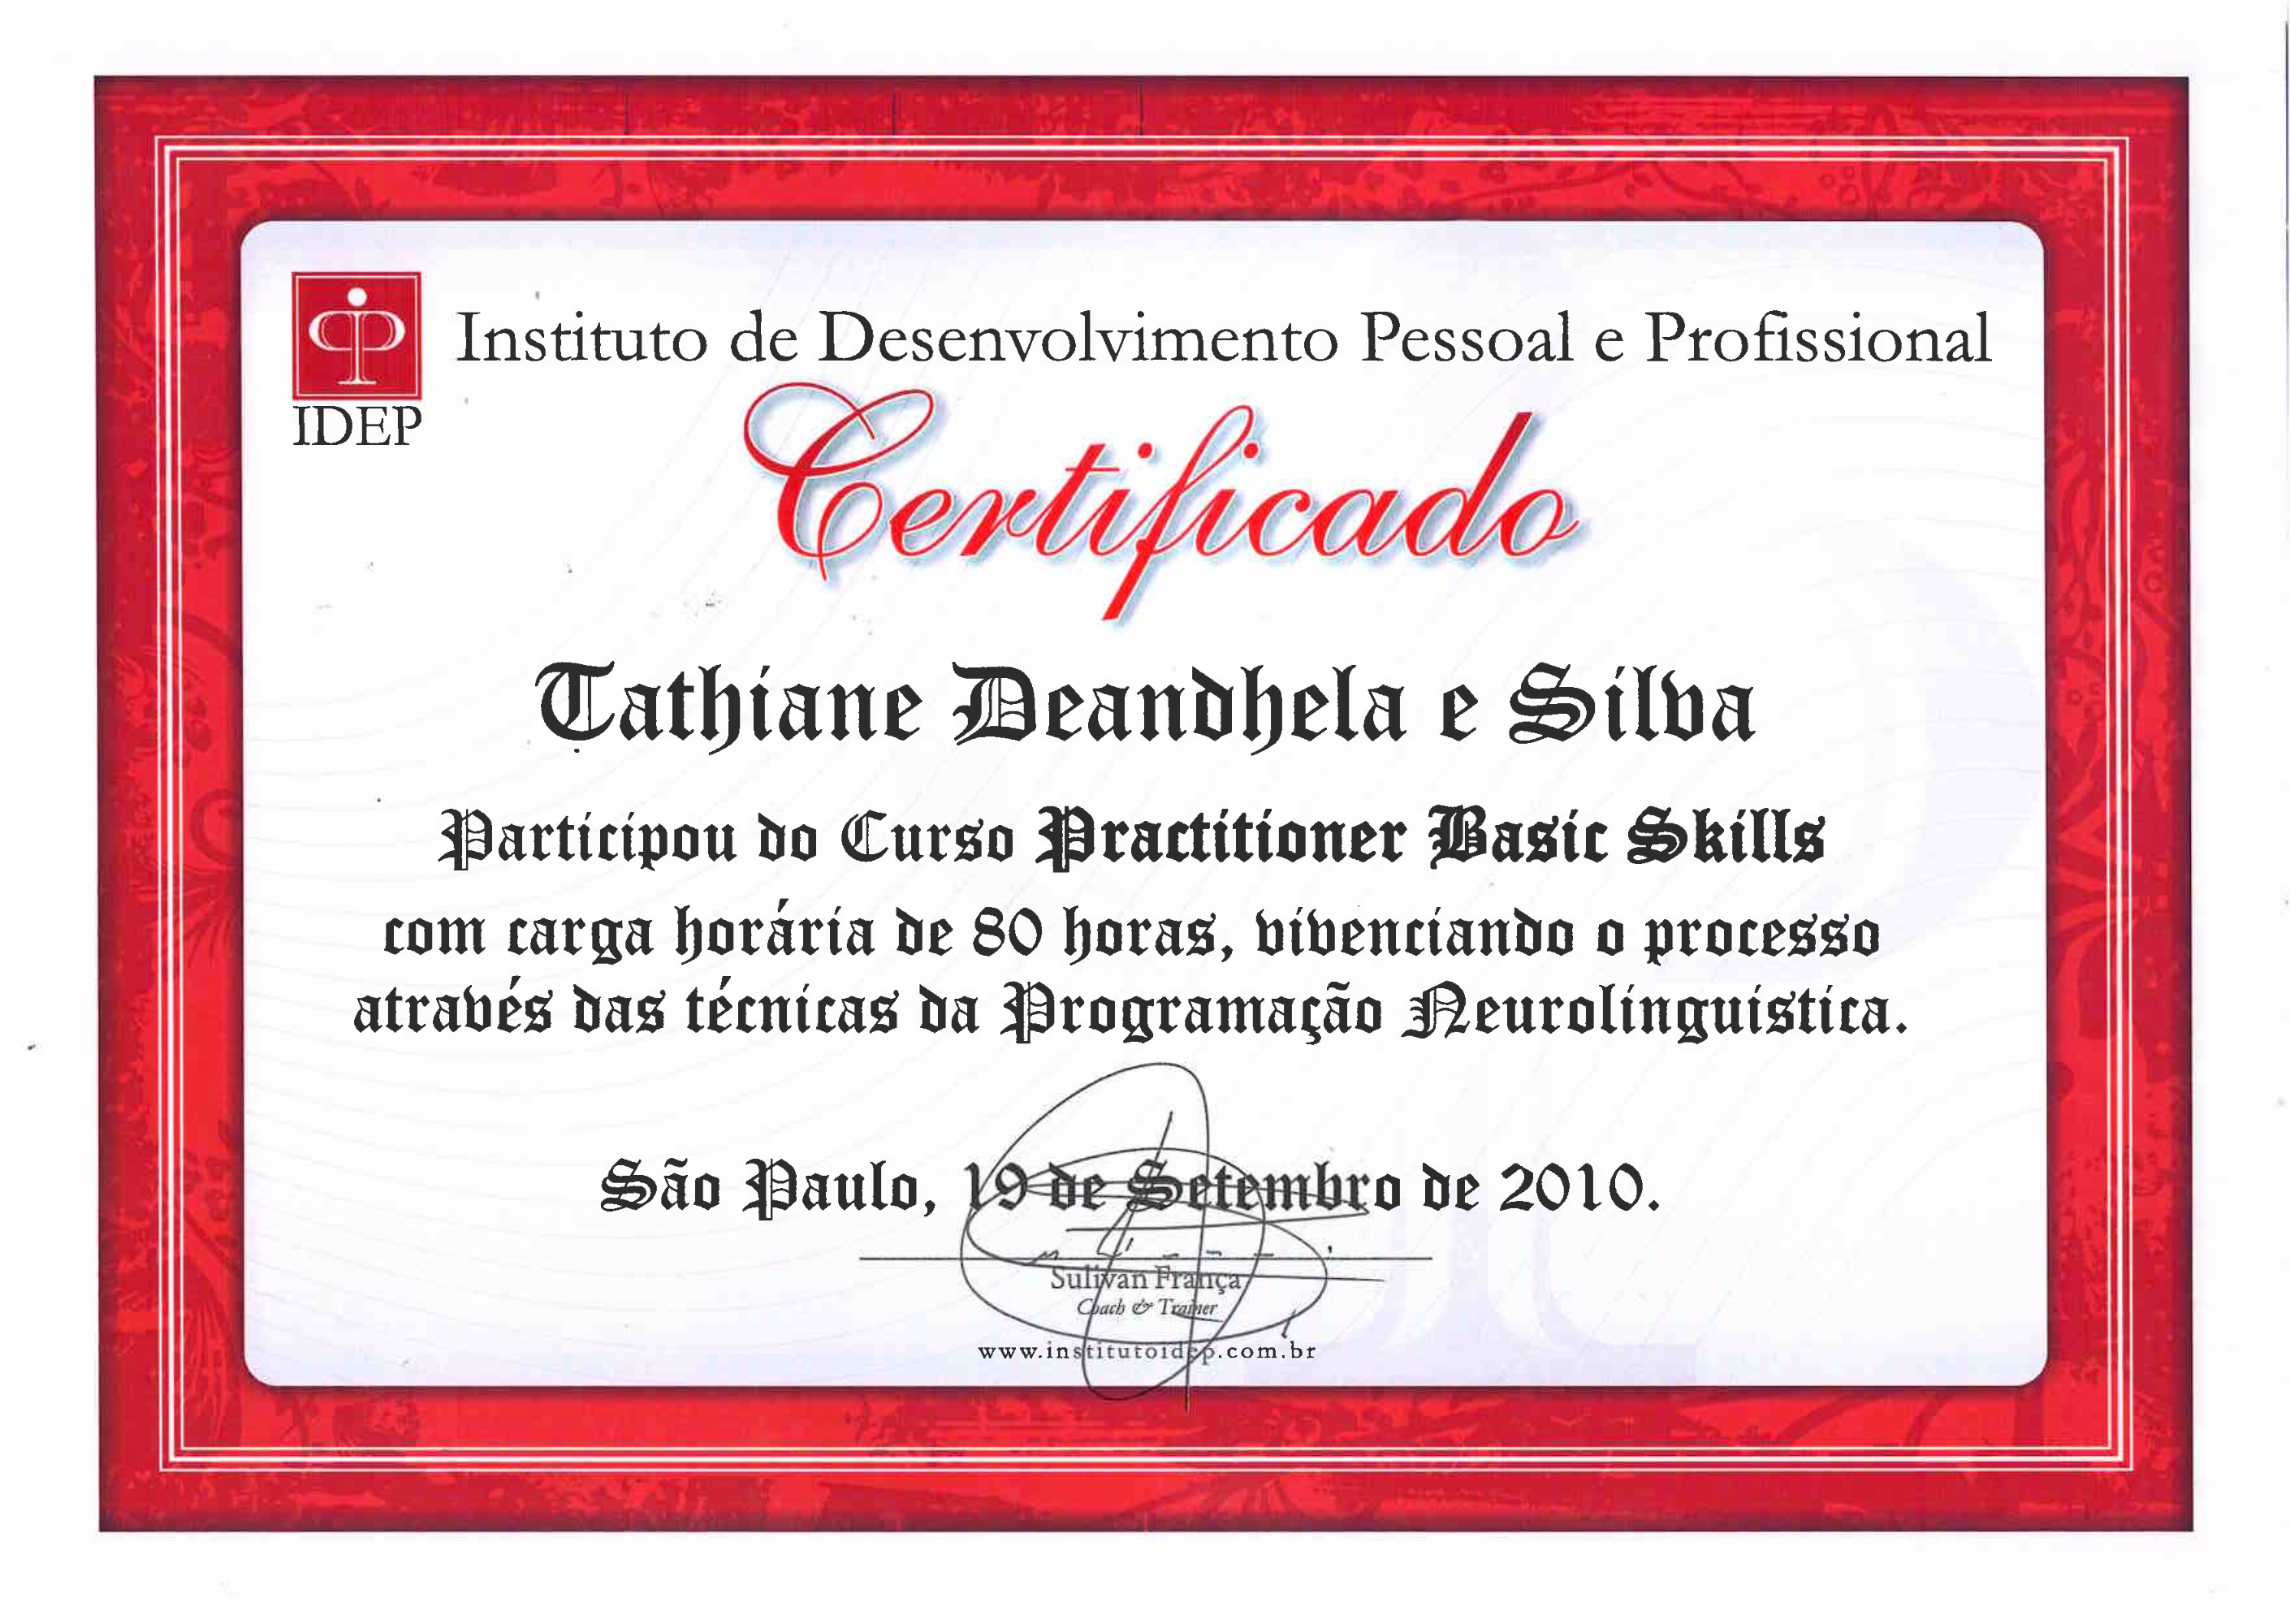 Instituto de Desenvolvimento Pessoal e Profissional
IDEP
Certificado
Tathiane Deandhela e Silva
Participou do Curso Practitioner Basic Skills
com carga horária de 80 horas, vivenciando o processo
através das técnicas da Programação Neurolinguistica.
São Paulo, 19 de Setembro de 2010.
Sulivan França
Coach & Trainer
www.institutoidep.com.br